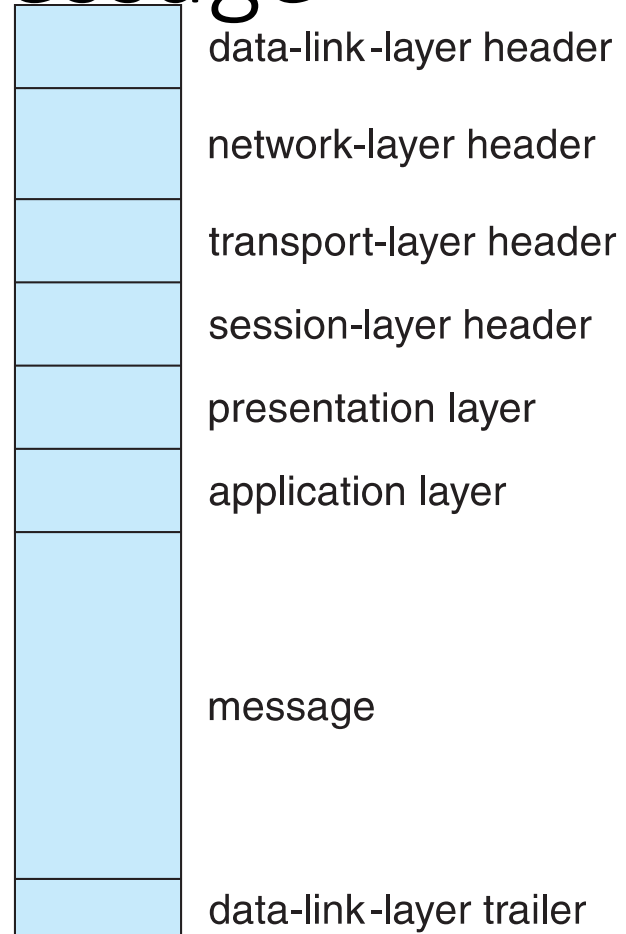 data-link-layer header
network-layer header
transport-layer header
session-layer header
presentation layer
application layer
message
data-link-layer trailer